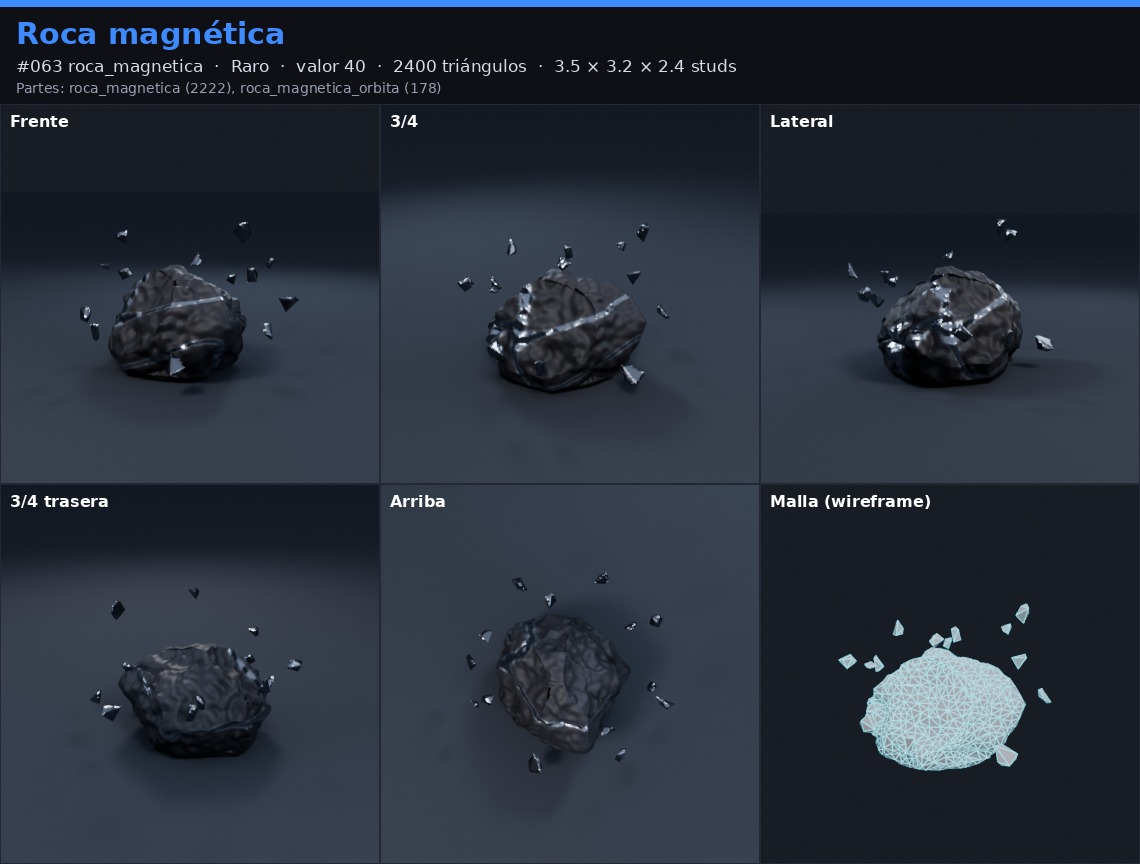 Roca magnética
#063 roca_magnetica · Raro · valor 40 · 2400 triángulos · 3.5 × 3.2 × 2.4 studs
Partes: roca_magnetica (2222), roca_magnetica_orbita (178)
Frente
3/4
Lateral
3/4 trasera
Arriba
Malla (wireframe)